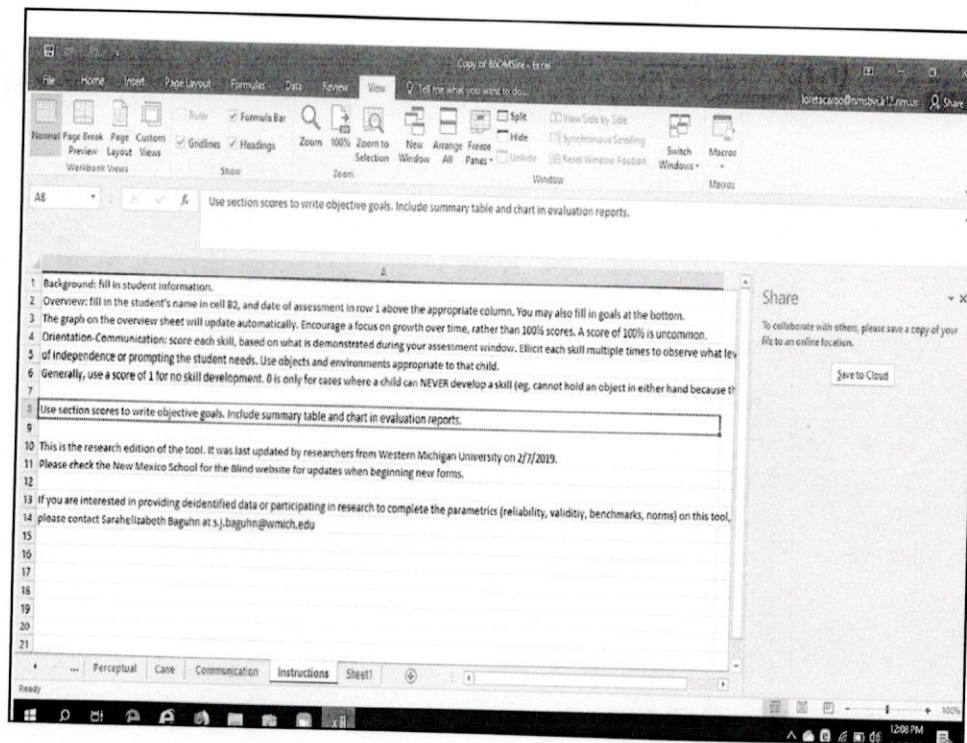 Copy of B6OMSire - Excel
File Home Insert Page Layout Formulas Data Review View Tell me what you want to do...
Share
Normal Page Break Preview Page Layout Custom Views
Workbook Views
Ruler Formula Bar
Gridlines Headings
Show
Zoom 100% Zoom to Selection
Zoom
New Window Arrange All Freeze Panes
Split
Hide
Unhide
View Side by Side
Synchronous Scrolling
Reset Window Position
Window
Switch Windows
Macros
Macros
A8 fx Use section scores to write objective goals. Include summary table and chart in evaluation reports.
A
1 Background: fill in student information.
2 Overview: fill in the student's name in cell B2, and date of assessment in row 1 above the appropriate column. You may also fill in goals at the bottom.
3 The graph on the overview sheet will update automatically. Encourage a focus on growth over time, rather than 100% scores. A score of 100% is uncommon.
4 Orientation-Communication: score each skill, based on what is demonstrated during your assessment window. Ellicit each skill multiple times to observe what lev
5 of independence or prompting the student needs. Use objects and environments appropriate to that child.
6 Generally, use a score of 1 for no skill development. 0 is only for cases where a child can NEVER develop a skill (eg, cannot hold an object in either hand because th
7
8 Use section scores to write objective goals. Include summary table and chart in evaluation reports.
9
10 This is the research edition of the tool. It was last updated by researchers from Western Michigan University on 2/7/2019.
11 Please check the New Mexico School for the Blind website for updates when beginning new forms.
12
13 If you are interested in providing deidentified data or participating in research to complete the parametrics (reliability, validitiy, benchmarks, norms) on this tool,
14 please contact Sarahelizabeth Baguhn at s.j.baguhn@wmich.edu
15
16
17
18
19
20
21
Share
To collaborate with others, please save a copy of your
file to an online location.
Save to Cloud
... Perceptual Cane Communication Instructions Sheet1
Ready
100%
12:08 PM